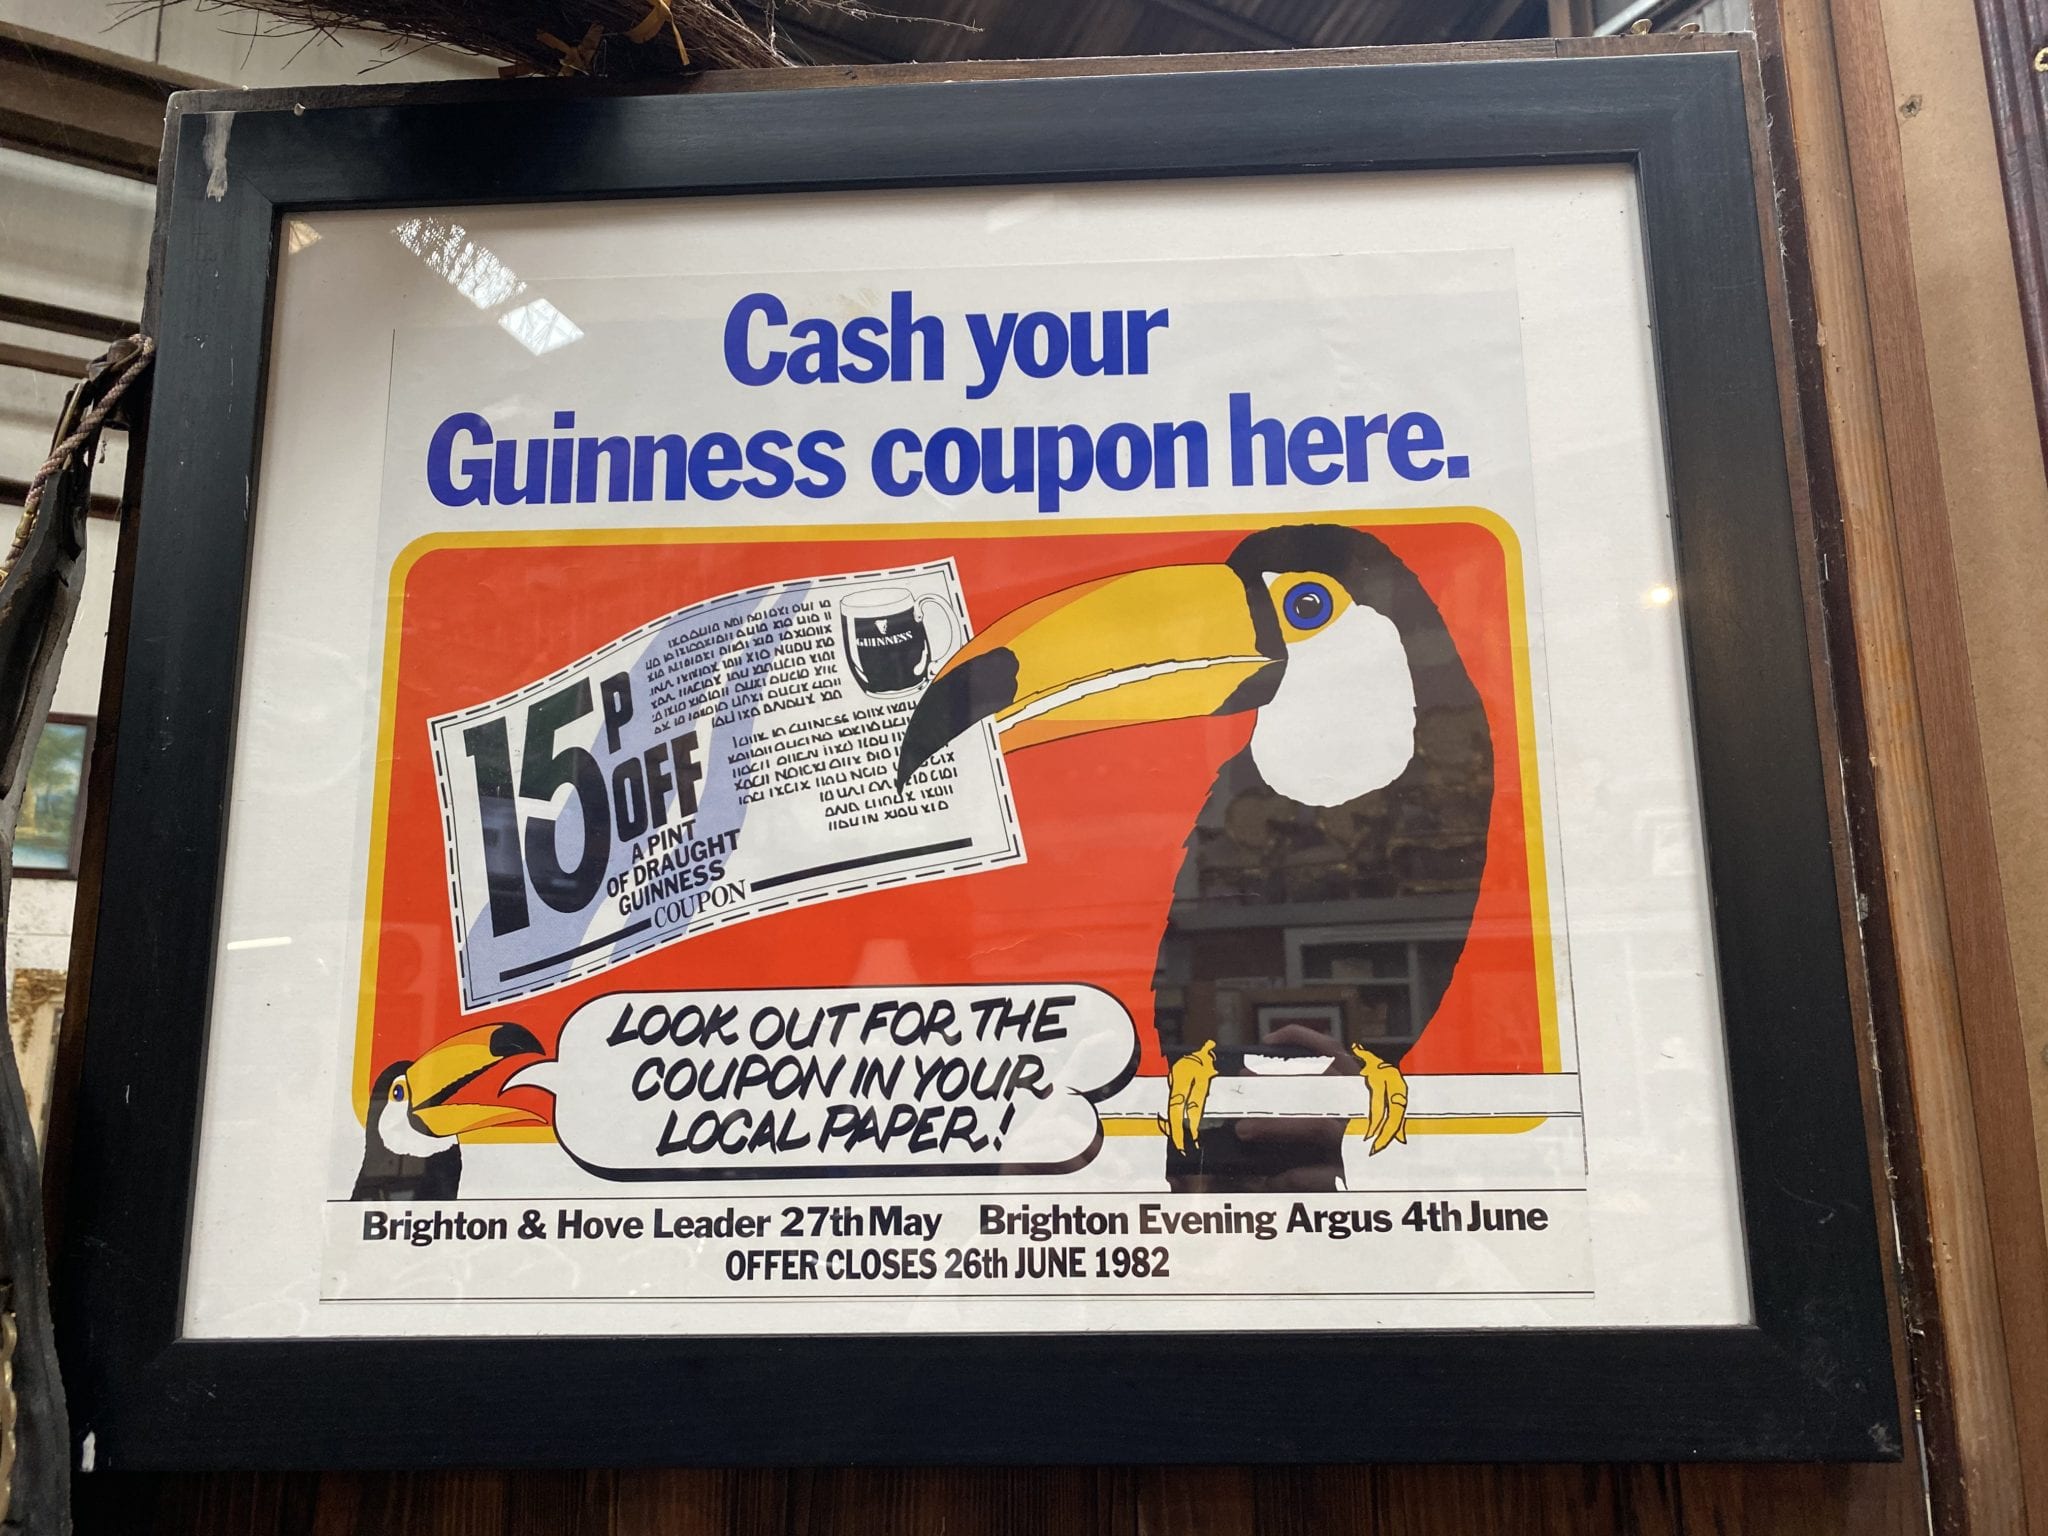 Cash your
Guinness coupon here.
GUINNESS
15P
OFF
A PINT
OF DRAUGHT
GUINNESS
COUPON
LOOK OUT FOR THE
COUPON IN YOUR
LOCAL PAPER!
Brighton & Hove Leader 27th May Brighton Evening Argus 4th June
OFFER CLOSES 26th JUNE 1982